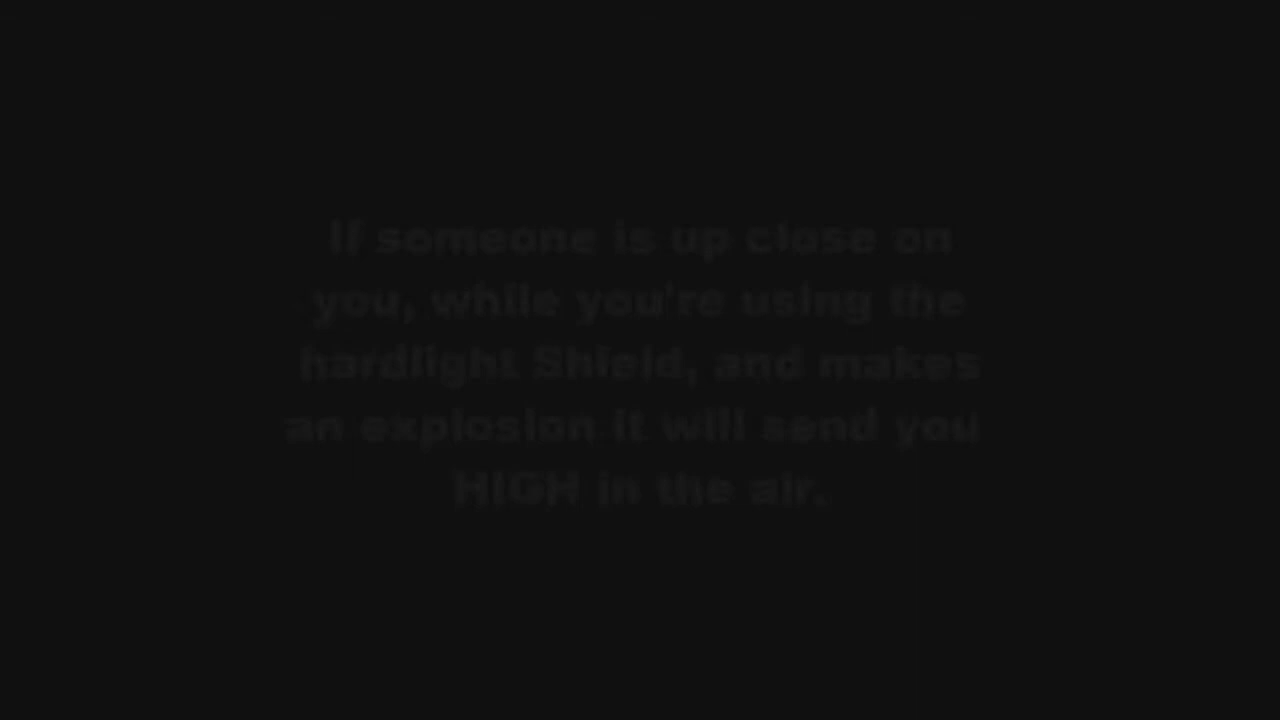 If someone is up close on
you, while you're using the
hardlight Shield, and makes
an explosion it will send you
HIGH in the air.